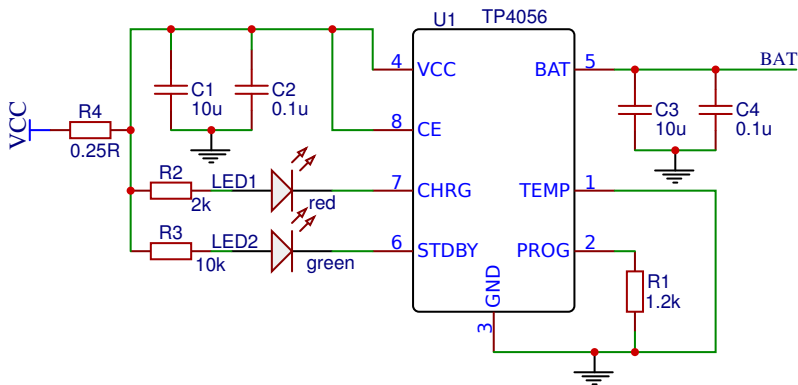 U1 TP4056
4 VCC
BAT 5
BAT
C1
10u
C2
0.1u
C3
10u
C4
0.1u
VCC
R4
0.25R
8 CE
R2
2k
LED1
red
7 CHRG
TEMP 1
R3
10k
LED2
green
6 STDBY
PROG 2
R1
1.2k
GND
3